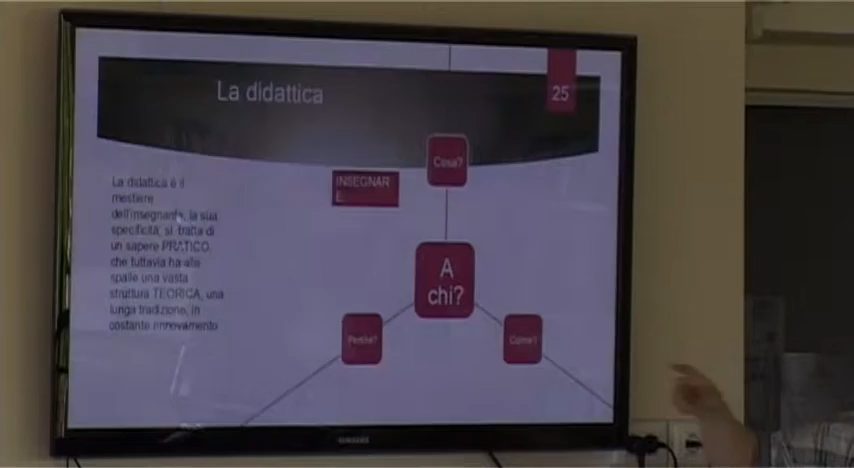 La didattica
25
La didattica è il
mestiere
dell'insegnante, la sua
specificità; si tratta di
un sapere PRATICO,
che tuttavia ha alle
spalle una vasta
struttura TEORICA, una
lunga tradizione, in
costante rinnovamento
INSEGNAR
E:
Cosa?
A
chi?
Perché?
Come?
SAMSUNG